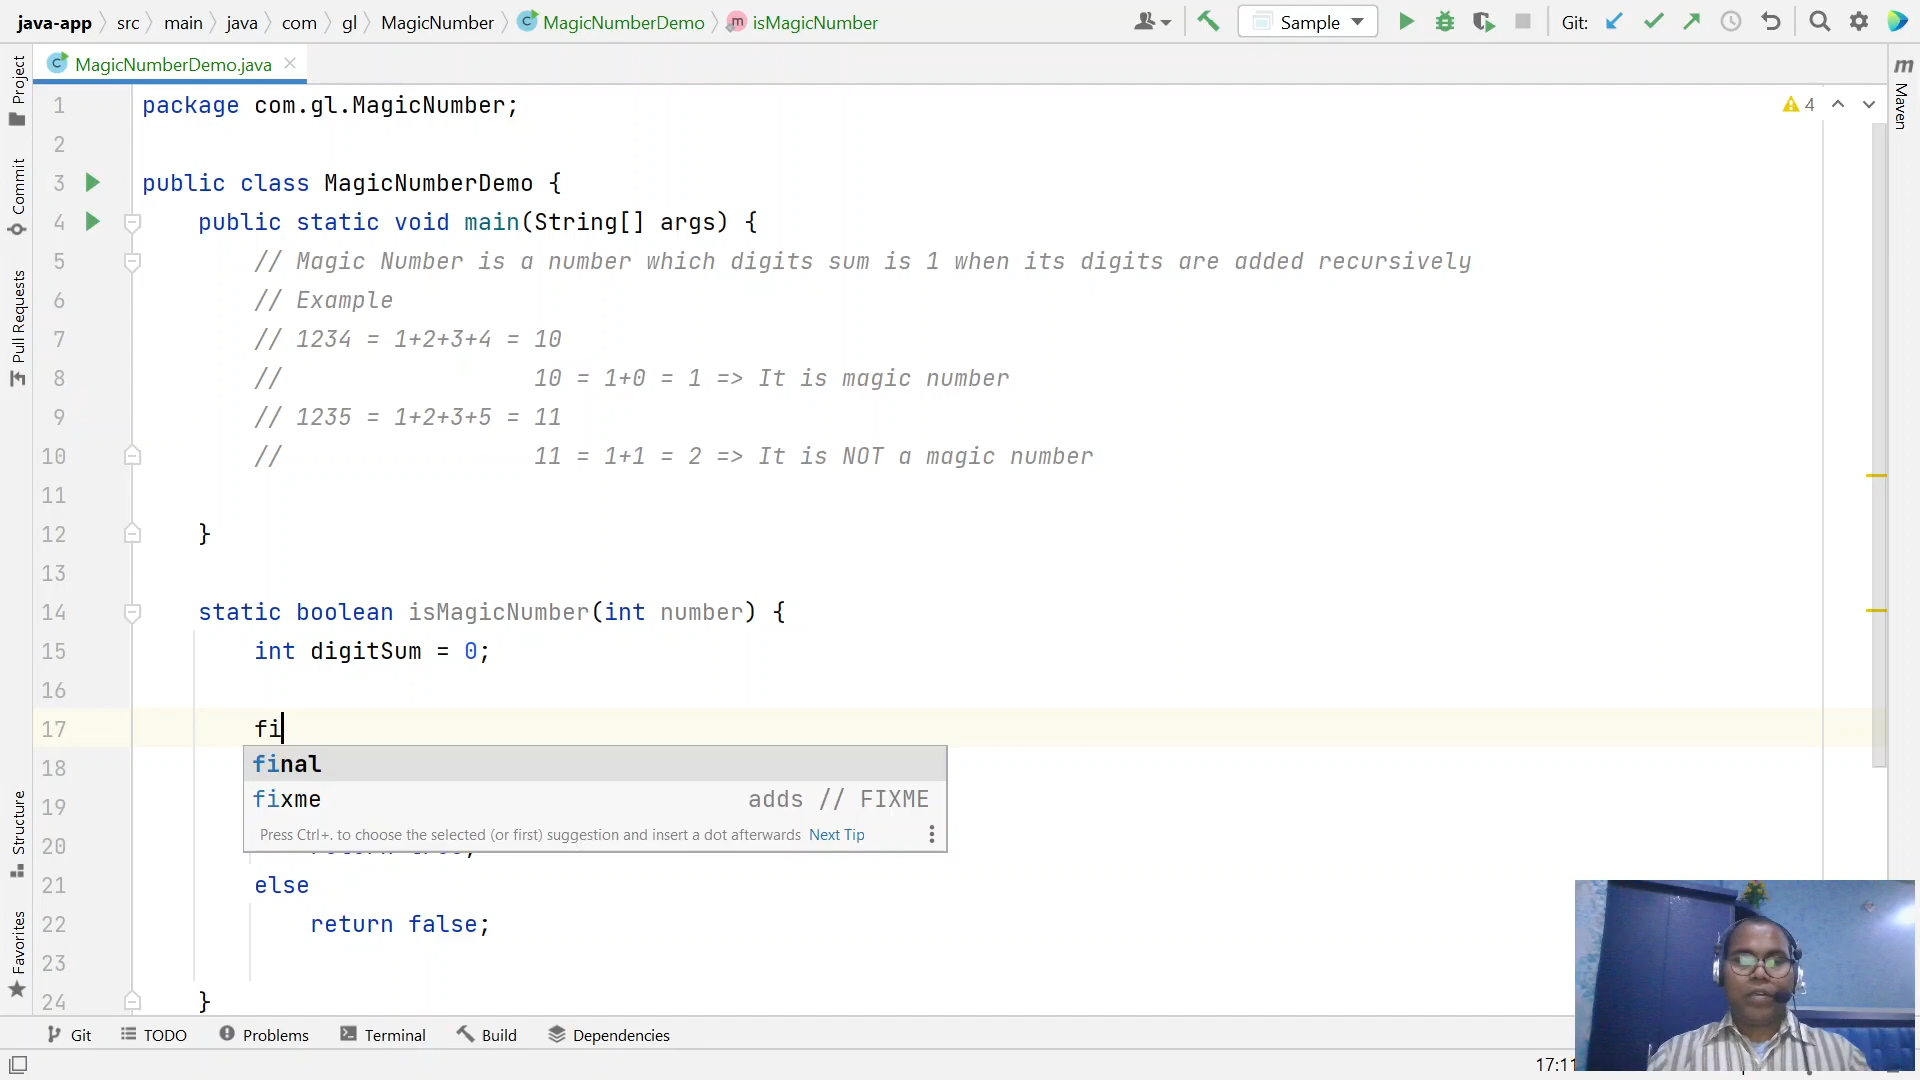 java-app src main java com gl MagicNumber MagicNumberDemo isMagicNumber Sample Git:
MagicNumberDemo.java
Project
Commit
Pull Requests
Structure
Favorites
m
Maven
4
1 package com.gl.MagicNumber;
2
3 public class MagicNumberDemo {
4 public static void main(String[] args) {
5 // Magic Number is a number which digits sum is 1 when its digits are added recursively
6 // Example
7 // 1234 = 1+2+3+4 = 10
8 // 10 = 1+0 = 1 => It is magic number
9 // 1235 = 1+2+3+5 = 11
10 // 11 = 1+1 = 2 => It is NOT a magic number
11
12 }
13
14 static boolean isMagicNumber(int number) {
15 int digitSum = 0;
16
17 fi
final
18
fixme adds // FIXME
19
Press Ctrl+. to choose the selected (or first) suggestion and insert a dot afterwards Next Tip
20
21 else
22 return false;
23
24 }
Git TODO Problems Terminal Build Dependencies
17:11